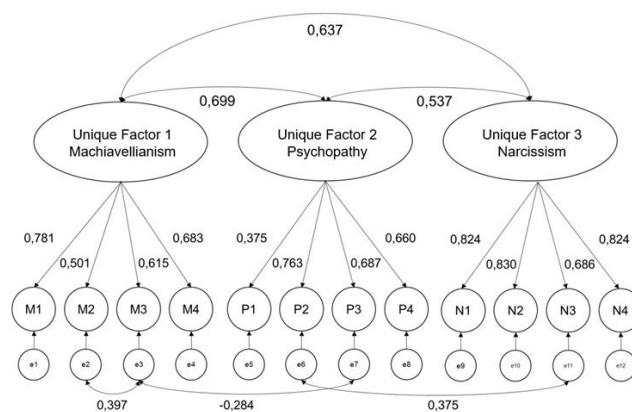 0,637
0,699
0,537
Unique Factor 1
Machiavellianism
Unique Factor 2
Psychopathy
Unique Factor 3
Narcissism
0,781
0,501
0,615
0,683
0,375
0,763
0,687
0,660
0,824
0,830
0,686
0,824
M1 M2 M3 M4 P1 P2 P3 P4 N1 N2 N3 N4
e1 e2 e3 e4 e5 e6 e7 e8 e9 e10 e11 e12
0,397
-0,284
0,375